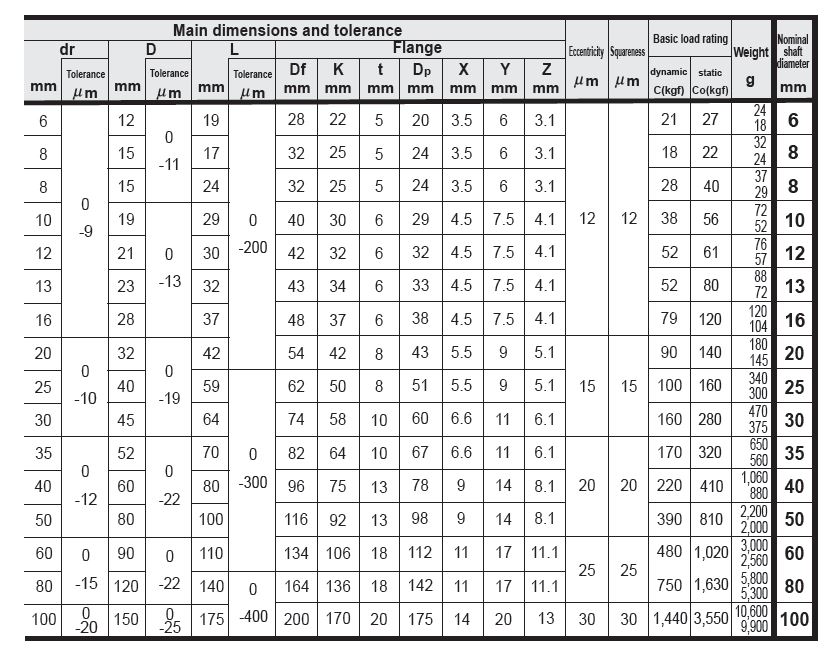 Main dimensions and tolerance
dr D L Flange Eccentricity Squareness Basic load rating Weight Nominal shaft diameter
mm Tolerance μm mm Tolerance μm mm Tolerance μm Df mm K mm t mm Dp mm X mm Y mm Z mm μm μm dynamic C(kgf) static Co(kgf) g mm
6 12 19 28 22 5 20 3.5 6 3.1 21 27 24 18 6
0 -11
8 15 17 32 25 5 24 3.5 6 3.1 18 22 32 24 8
8 15 24 32 25 5 24 3.5 6 3.1 28 40 37 29 8
0 -9
10 19 29 0 -200 40 30 6 29 4.5 7.5 4.1 12 12 38 56 72 52 10
12 21 0 -13 30 42 32 6 32 4.5 7.5 4.1 52 61 76 57 12
13 23 32 43 34 6 33 4.5 7.5 4.1 52 80 88 72 13
16 28 37 48 37 6 38 4.5 7.5 4.1 79 120 120 104 16
20 32 42 54 42 8 43 5.5 9 5.1 90 140 180 145 20
0 -10 0 -19
25 40 59 62 50 8 51 5.5 9 5.1 15 15 100 160 340 300 25
30 45 64 74 58 10 60 6.6 11 6.1 160 280 470 375 30
35 52 70 0 -300 82 64 10 67 6.6 11 6.1 170 320 650 560 35
40 0 -12 60 0 -22 80 96 75 13 78 9 14 8.1 20 20 220 410 1,060 880 40
50 80 100 116 92 13 98 9 14 8.1 390 810 2,200 2,000 50
60 0 -15 90 0 -22 110 134 106 18 112 11 17 11.1 25 25 480 1,020 3,000 2,560 60
80 120 140 0 -400 164 136 18 142 11 17 11.1 750 1,630 5,800 5,300 80
100 0 -20 150 0 -25 175 200 170 20 175 14 20 13 30 30 1,440 3,550 10,600 9,900 100